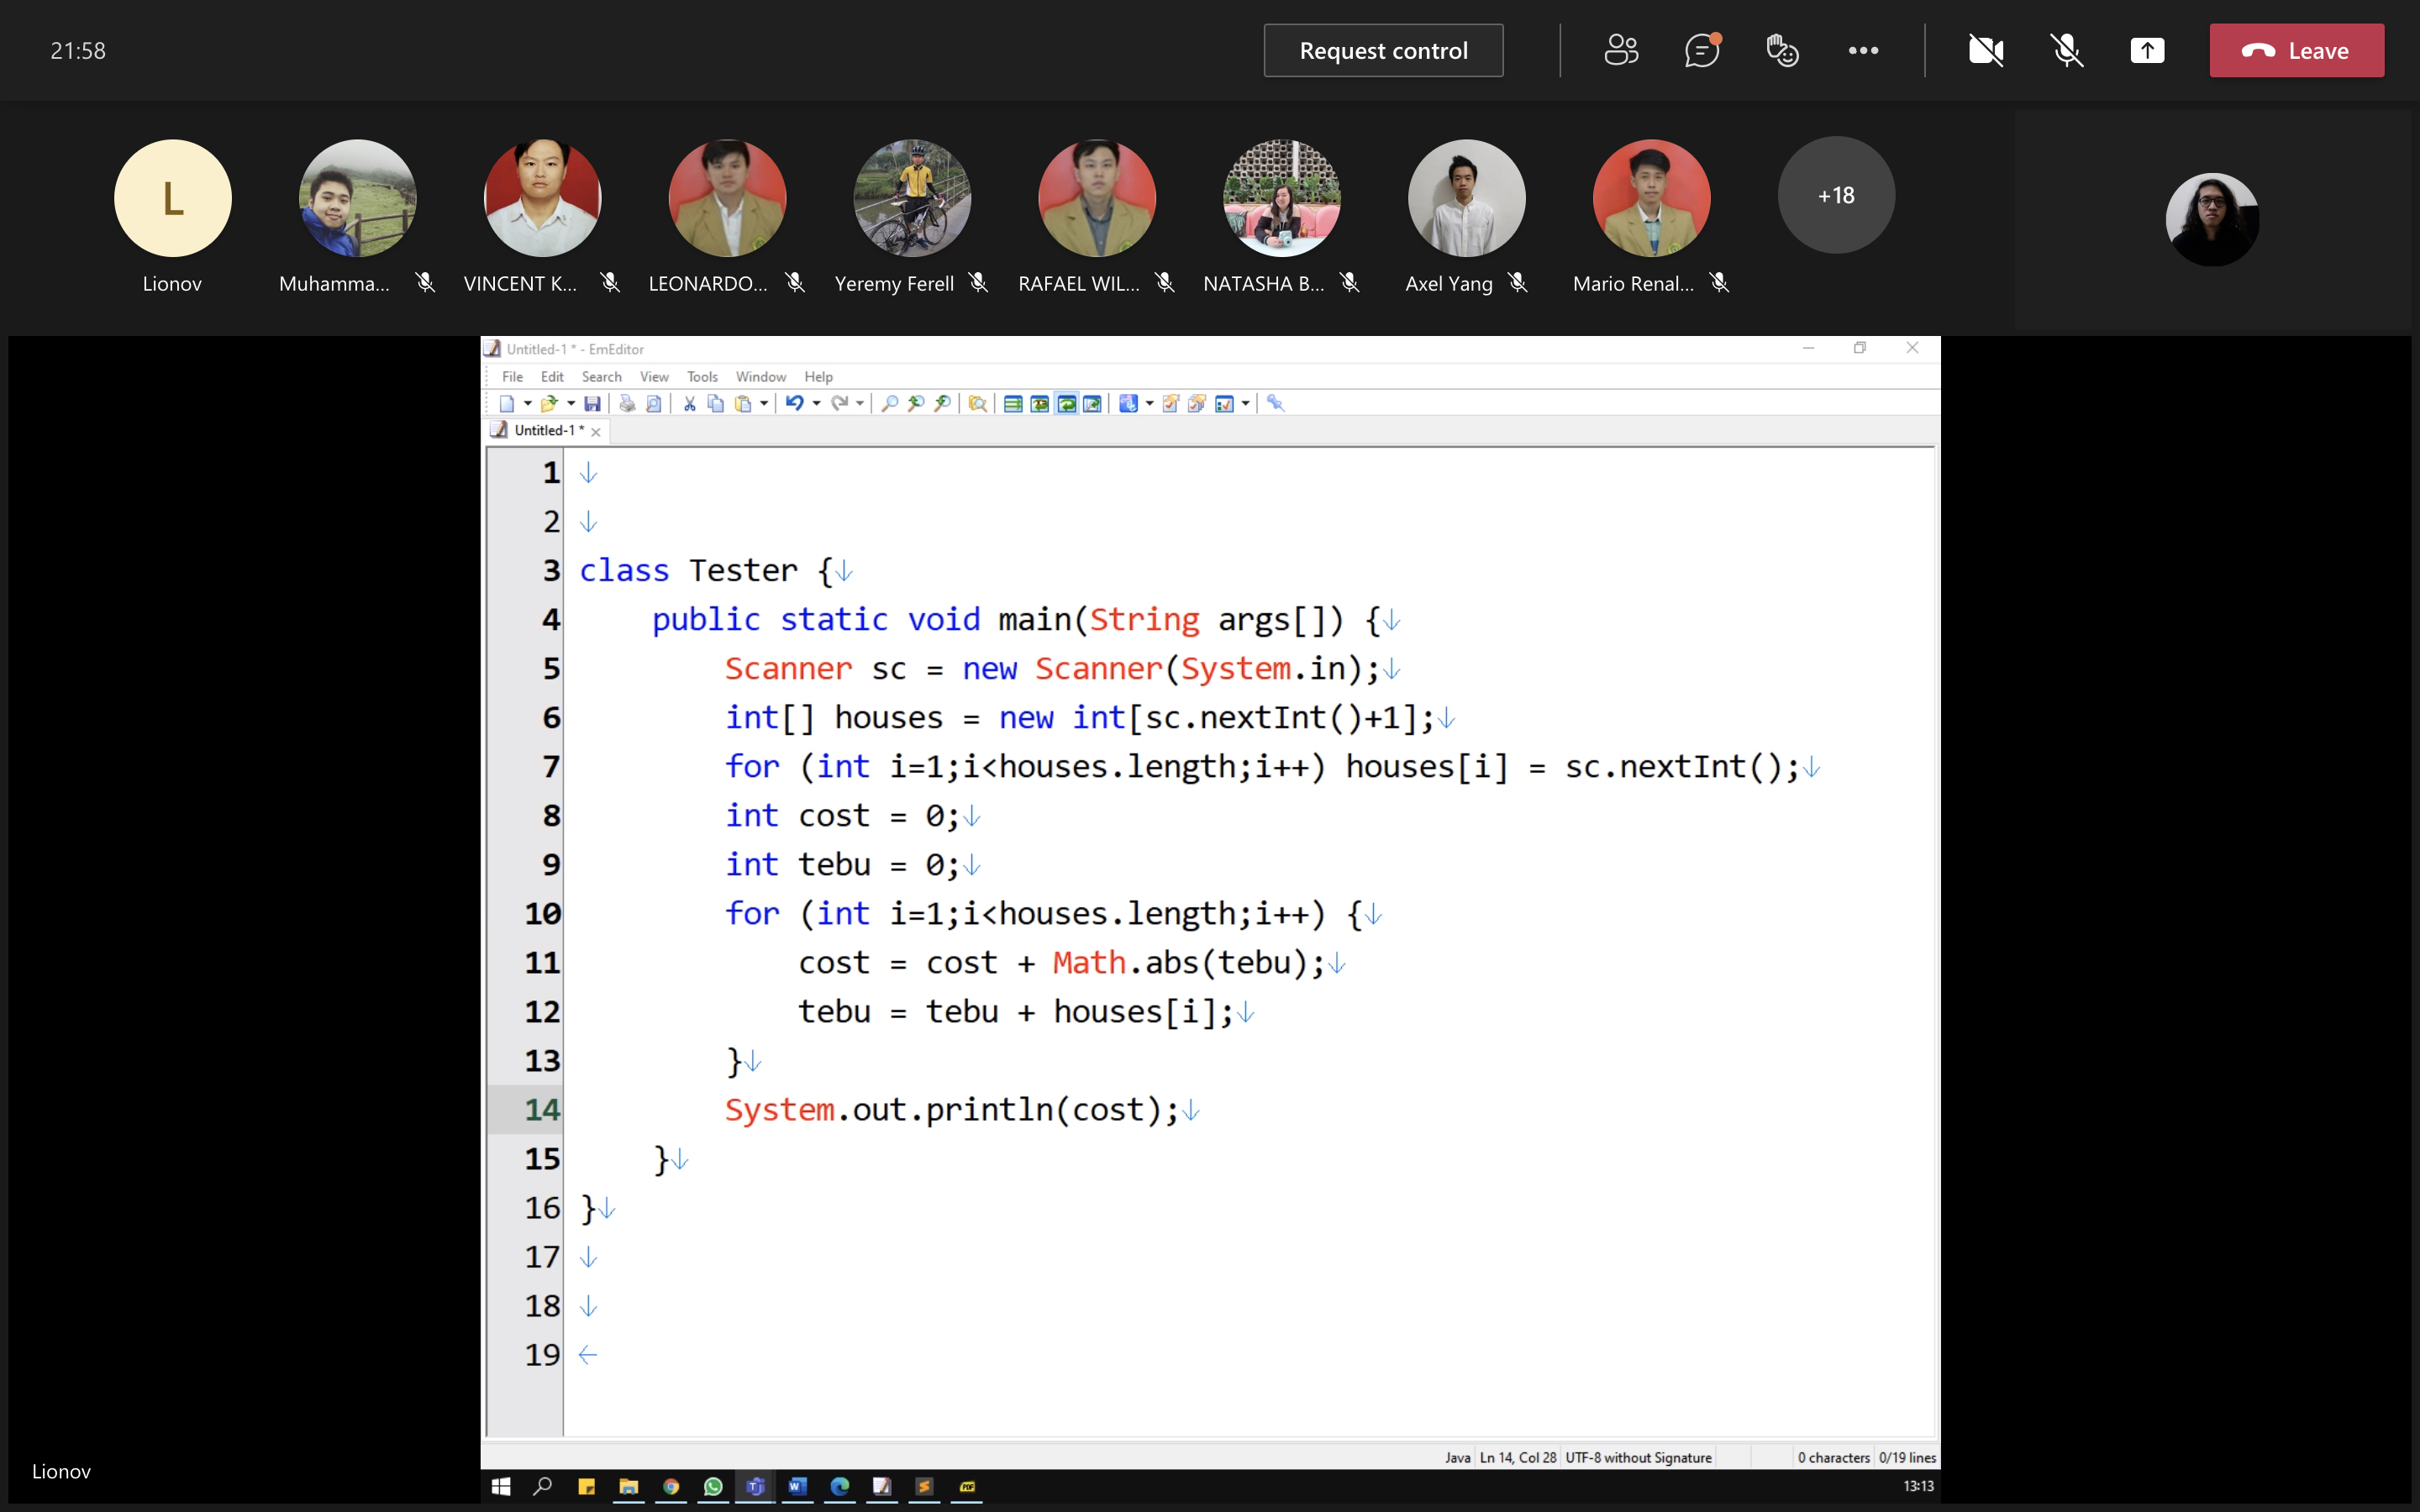 21:58
Request control
Leave
L
+18
Lionov
Muhamma...
VINCENT K...
LEONARDO...
Yeremy Ferell
RAFAEL WIL...
NATASHA B...
Axel Yang
Mario Renal...
Untitled-1 * - EmEditor
File Edit Search View Tools Window Help
Untitled-1 *
1
2
3 class Tester {
4 public static void main(String args[]) {
5 Scanner sc = new Scanner(System.in);
6 int[] houses = new int[sc.nextInt()+1];
7 for (int i=1;i<houses.length;i++) houses[i] = sc.nextInt();
8 int cost = 0;
9 int tebu = 0;
10 for (int i=1;i<houses.length;i++) {
11 cost = cost + Math.abs(tebu);
12 tebu = tebu + houses[i];
13 }
14 System.out.println(cost);
15 }
16 }
17
18
19
Java Ln 14, Col 28 UTF-8 without Signature 0 characters 0/19 lines
Lionov
13:13